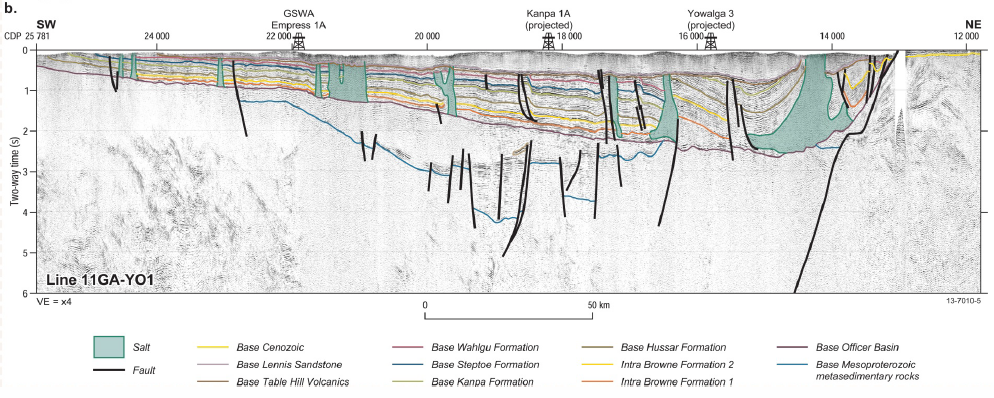 b.
SW
GSWA
Empress 1A
Kanpa 1A
(projected)
Yowalga 3
(projected)
NE
CDP 25 781
24 000
22 000
20 000
18 000
16 000
14 000
12 000
0
1
2
3
4
5
6
Two-way time (s)
Line 11GA-YO1
VE = x4
13-7010-5
0
50 km
Salt
Fault
Base Cenozoic
Base Lennis Sandstone
Base Table Hill Volcanics
Base Wahlgu Formation
Base Steptoe Formation
Base Kanpa Formation
Base Hussar Formation
Intra Browne Formation 2
Intra Browne Formation 1
Base Officer Basin
Base Mesoproterozoic
metasedimentary rocks